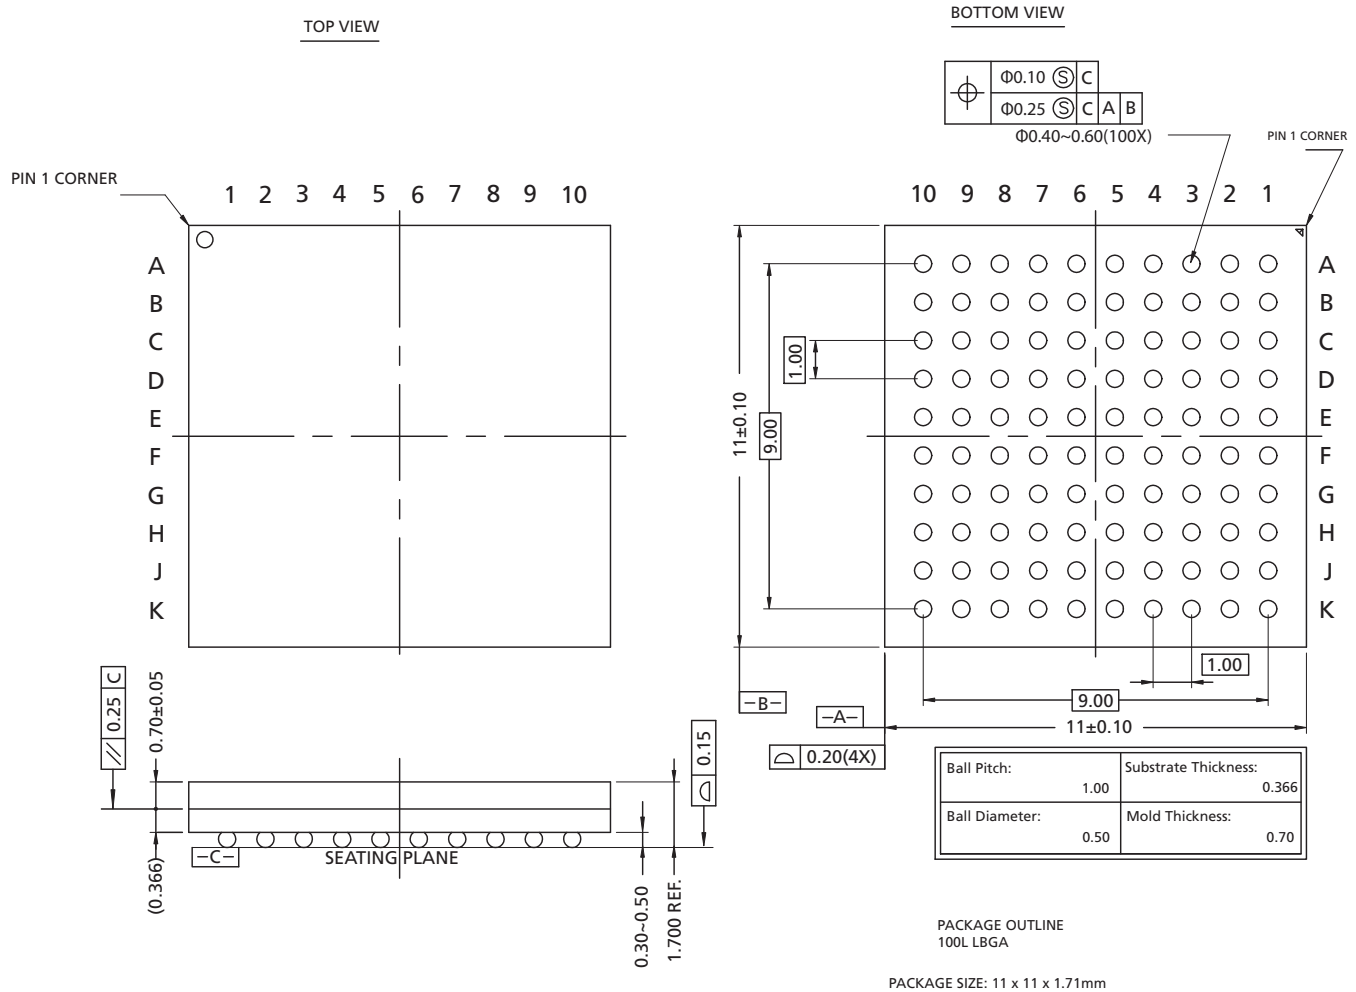 TOP VIEW
BOTTOM VIEW
Φ0.10 Ⓢ C
Φ0.25 Ⓢ C A B
Φ0.40~0.60(100X)
PIN 1 CORNER
PIN 1 CORNER
1 2 3 4 5 6 7 8 9 10
10 9 8 7 6 5 4 3 2 1
A
B
C
D
E
F
G
H
J
K
A
B
C
D
E
F
G
H
J
K
1.00
9.00
11±0.10
1.00
9.00
11±0.10
-B-
-A-
0.20(4X)
// 0.25 C
0.70±0.05
(0.366)
-C-
SEATING PLANE
0.30~0.50
1.700 REF.
0.15
Ball Pitch: 1.00
Substrate Thickness: 0.366
Ball Diameter: 0.50
Mold Thickness: 0.70
PACKAGE OUTLINE
100L LBGA
PACKAGE SIZE: 11 x 11 x 1.71mm